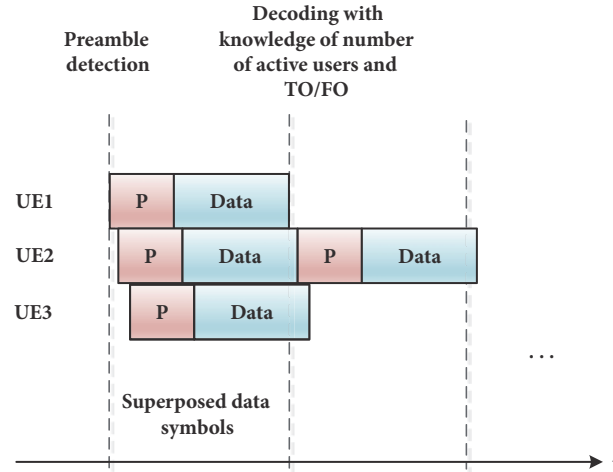 Preamble
detection
Decoding with
knowledge of number
of active users and
TO/FO
UE1
P
Data
UE2
P
Data
P
Data
UE3
P
Data
...
Superposed data
symbols